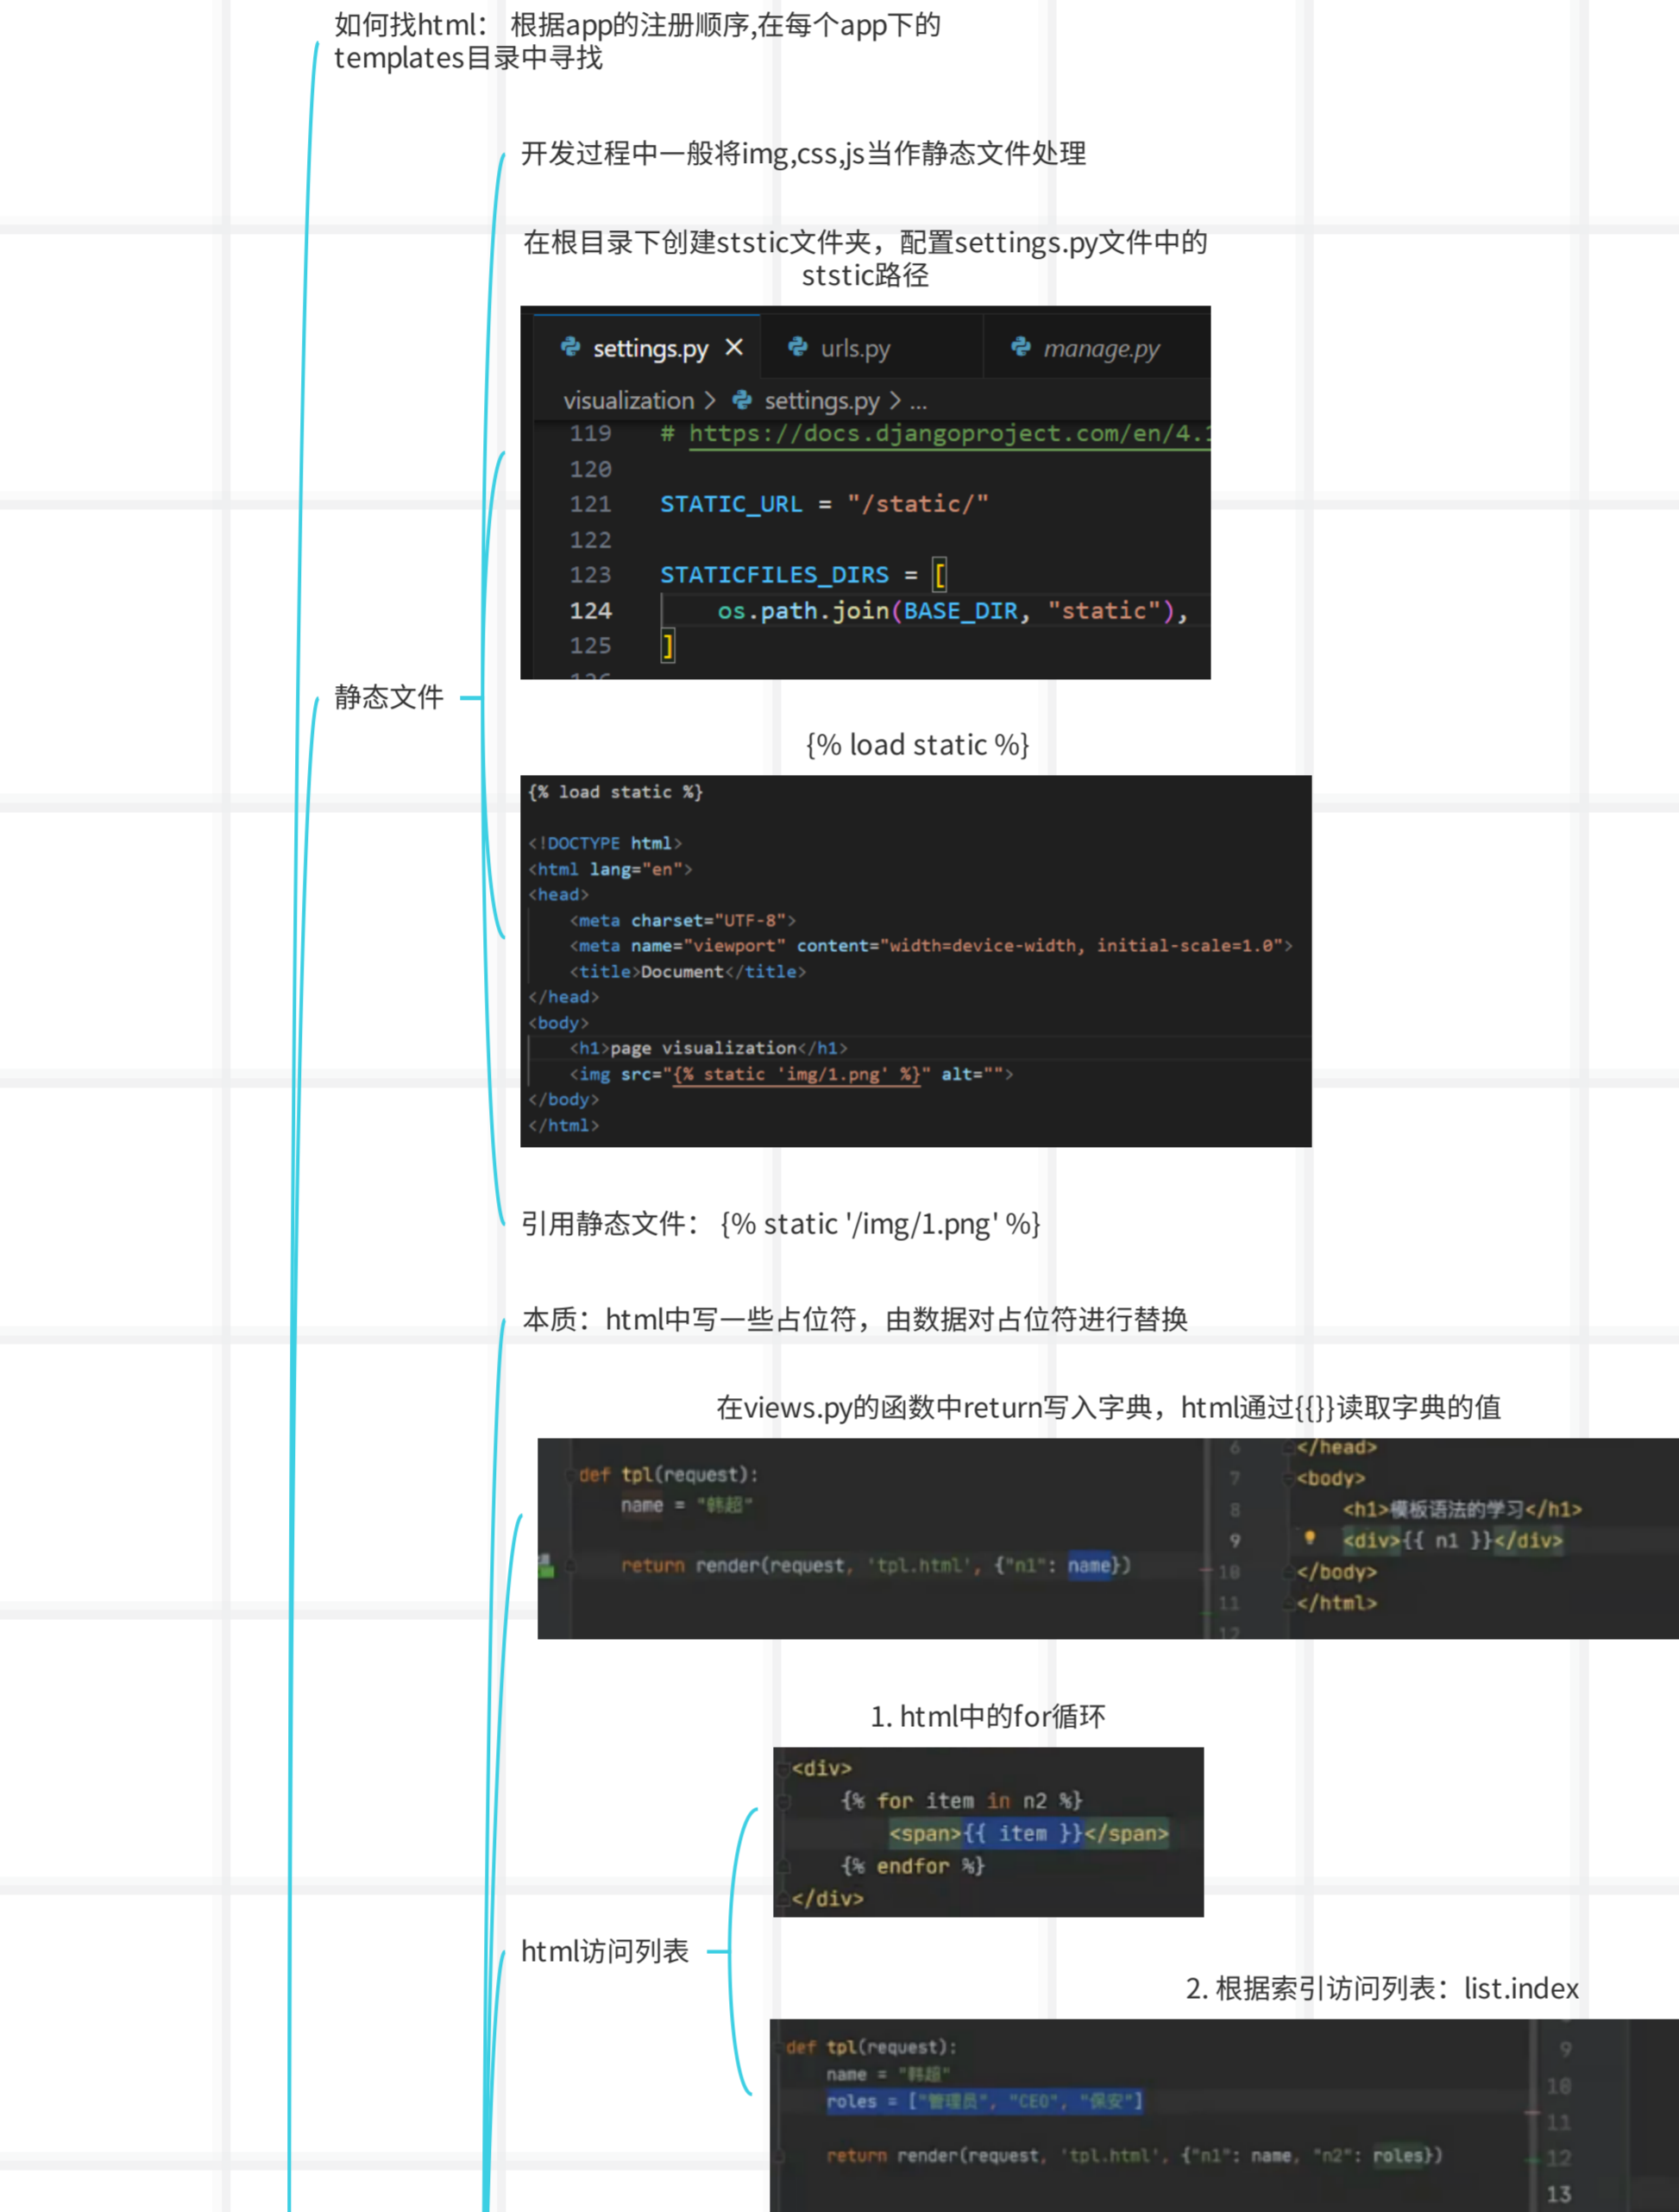 如何找html： 根据app的注册顺序,在每个app下的
templates目录中寻找
开发过程中一般将img,css,js当作静态文件处理
在根目录下创建ststic文件夹，配置settings.py文件中的
ststic路径
settings.py × urls.py manage.py
visualization > settings.py > ...
119 # https://docs.djangoproject.com/en/4.1
120
121 STATIC_URL = "/static/"
122
123 STATICFILES_DIRS = [
124 os.path.join(BASE_DIR, "static"),
125 ]
静态文件
{% load static %}
{% load static %}
<!DOCTYPE html>
<html lang="en">
<head>
<meta charset="UTF-8">
<meta name="viewport" content="width=device-width, initial-scale=1.0">
<title>Document</title>
</head>
<body>
<h1>page visualization</h1>
<img src="{% static 'img/1.png' %}" alt="">
</body>
</html>
引用静态文件： {% static '/img/1.png' %}
本质：html中写一些占位符，由数据对占位符进行替换
在views.py的函数中return写入字典，html通过{{}}读取字典的值
def tpl(request):
name = "韩超"
return render(request, 'tpl.html', {"n1": name})
6 </head>
7 <body>
8 <h1>模板语法的学习</h1>
9 <div>{{ n1 }}</div>
10 </body>
11 </html>
12
1. html中的for循环
<div>
{% for item in n2 %}
<span>{{ item }}</span>
{% endfor %}
</div>
html访问列表
2. 根据索引访问列表：list.index
def tpl(request):
name = "韩超"
roles = ["管理员", "CEO", "保安"]
return render(request, 'tpl.html', {"n1": name, "n2": roles})
9
10
11
12
13